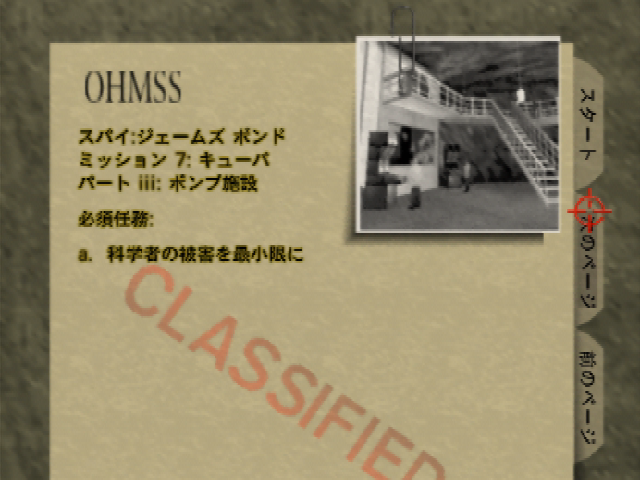 OHMSS
スパイ:ジェームズ ボンド
ミッション 7: キューバ
パート iii: ポンプ施設
必須任務:
a. 科学者の被害を最小限に
CLASSIFIED
スタート
次のページ
前のページ